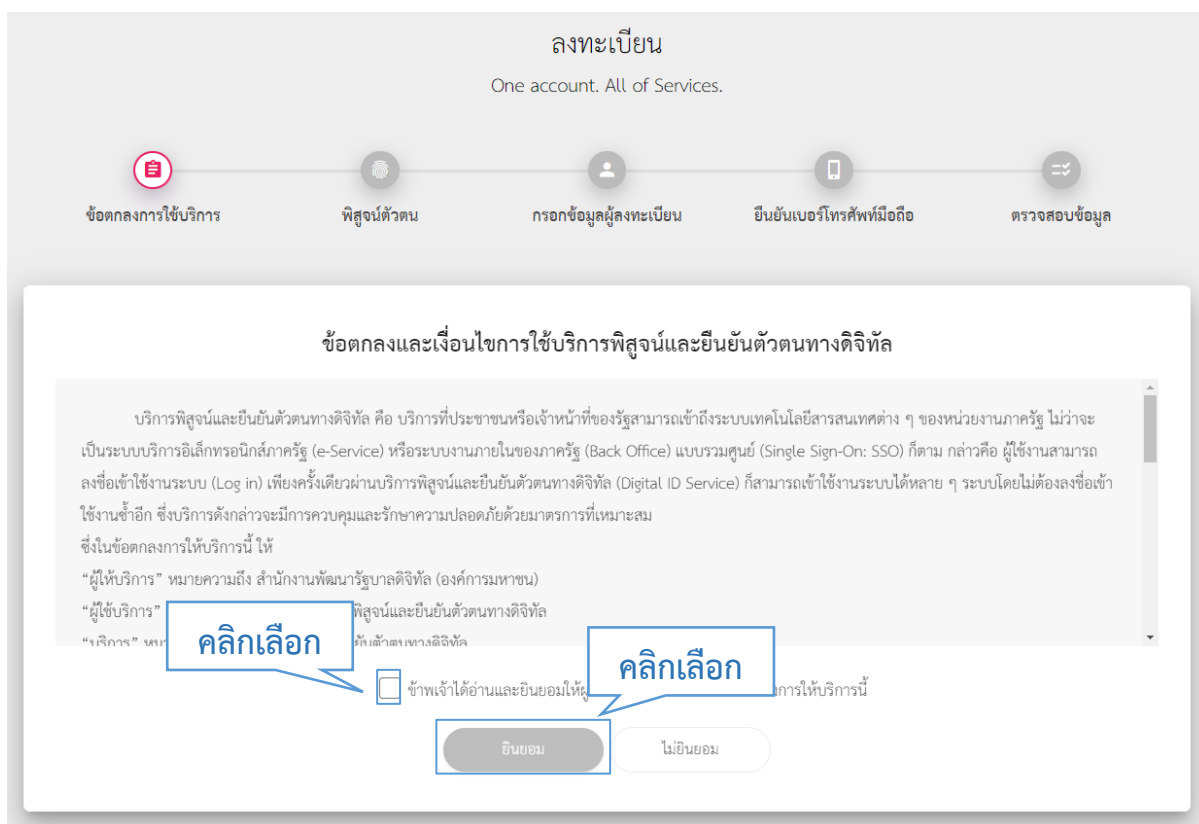 ลงทะเบียน
One account. All of Services.
ข้อตกลงการใช้บริการ
พิสูจน์ตัวตน
กรอกข้อมูลผู้ลงทะเบียน
ยืนยันเบอร์โทรศัพท์มือถือ
ตรวจสอบข้อมูล
ข้อตกลงและเงื่อนไขการใช้บริการพิสูจน์และยืนยันตัวตนทางดิจิทัล
บริการพิสูจน์และยืนยันตัวตนทางดิจิทัล คือ บริการที่ประชาชนหรือเจ้าหน้าที่ของรัฐสามารถเข้าถึงระบบเทคโนโลยีสารสนเทศต่าง ๆ ของหน่วยงานภาครัฐ ไม่ว่าจะ
เป็นระบบบริการอิเล็กทรอนิกส์ภาครัฐ (e-Service) หรือระบบงานภายในของภาครัฐ (Back Office) แบบรวมศูนย์ (Single Sign-On: SSO) ก็ตาม กล่าวคือ ผู้ใช้งานสามารถ
ลงชื่อเข้าใช้งานระบบ (Log in) เพียงครั้งเดียวผ่านบริการพิสูจน์และยืนยันตัวตนทางดิจิทัล (Digital ID Service) ก็สามารถเข้าใช้งานระบบได้หลาย ๆ ระบบโดยไม่ต้องลงชื่อเข้า
ใช้งานซ้ำอีก ซึ่งบริการดังกล่าวจะมีการควบคุมและรักษาความปลอดภัยด้วยมาตรการที่เหมาะสม
ซึ่งในข้อตกลงการให้บริการนี้ ให้
“ผู้ให้บริการ” หมายความถึง สำนักงานพัฒนารัฐบาลดิจิทัล (องค์การมหาชน)
“ผู้ใช้บริการ” พิสูจน์และยืนยันตัวตนทางดิจิทัล
“บริการ” ยันตัวตนทางดิจิทัล
คลิกเลือก
คลิกเลือก
ข้าพเจ้าได้อ่านและยินยอมให้ การให้บริการนี้
ยินยอม
ไม่ยินยอม